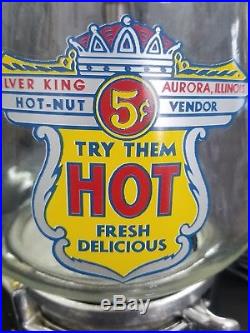 LVER KING AURORA, ILLINOIS
HOT-NUT 5¢ VENDOR
TRY THEM
HOT
FRESH
DELICIOUS